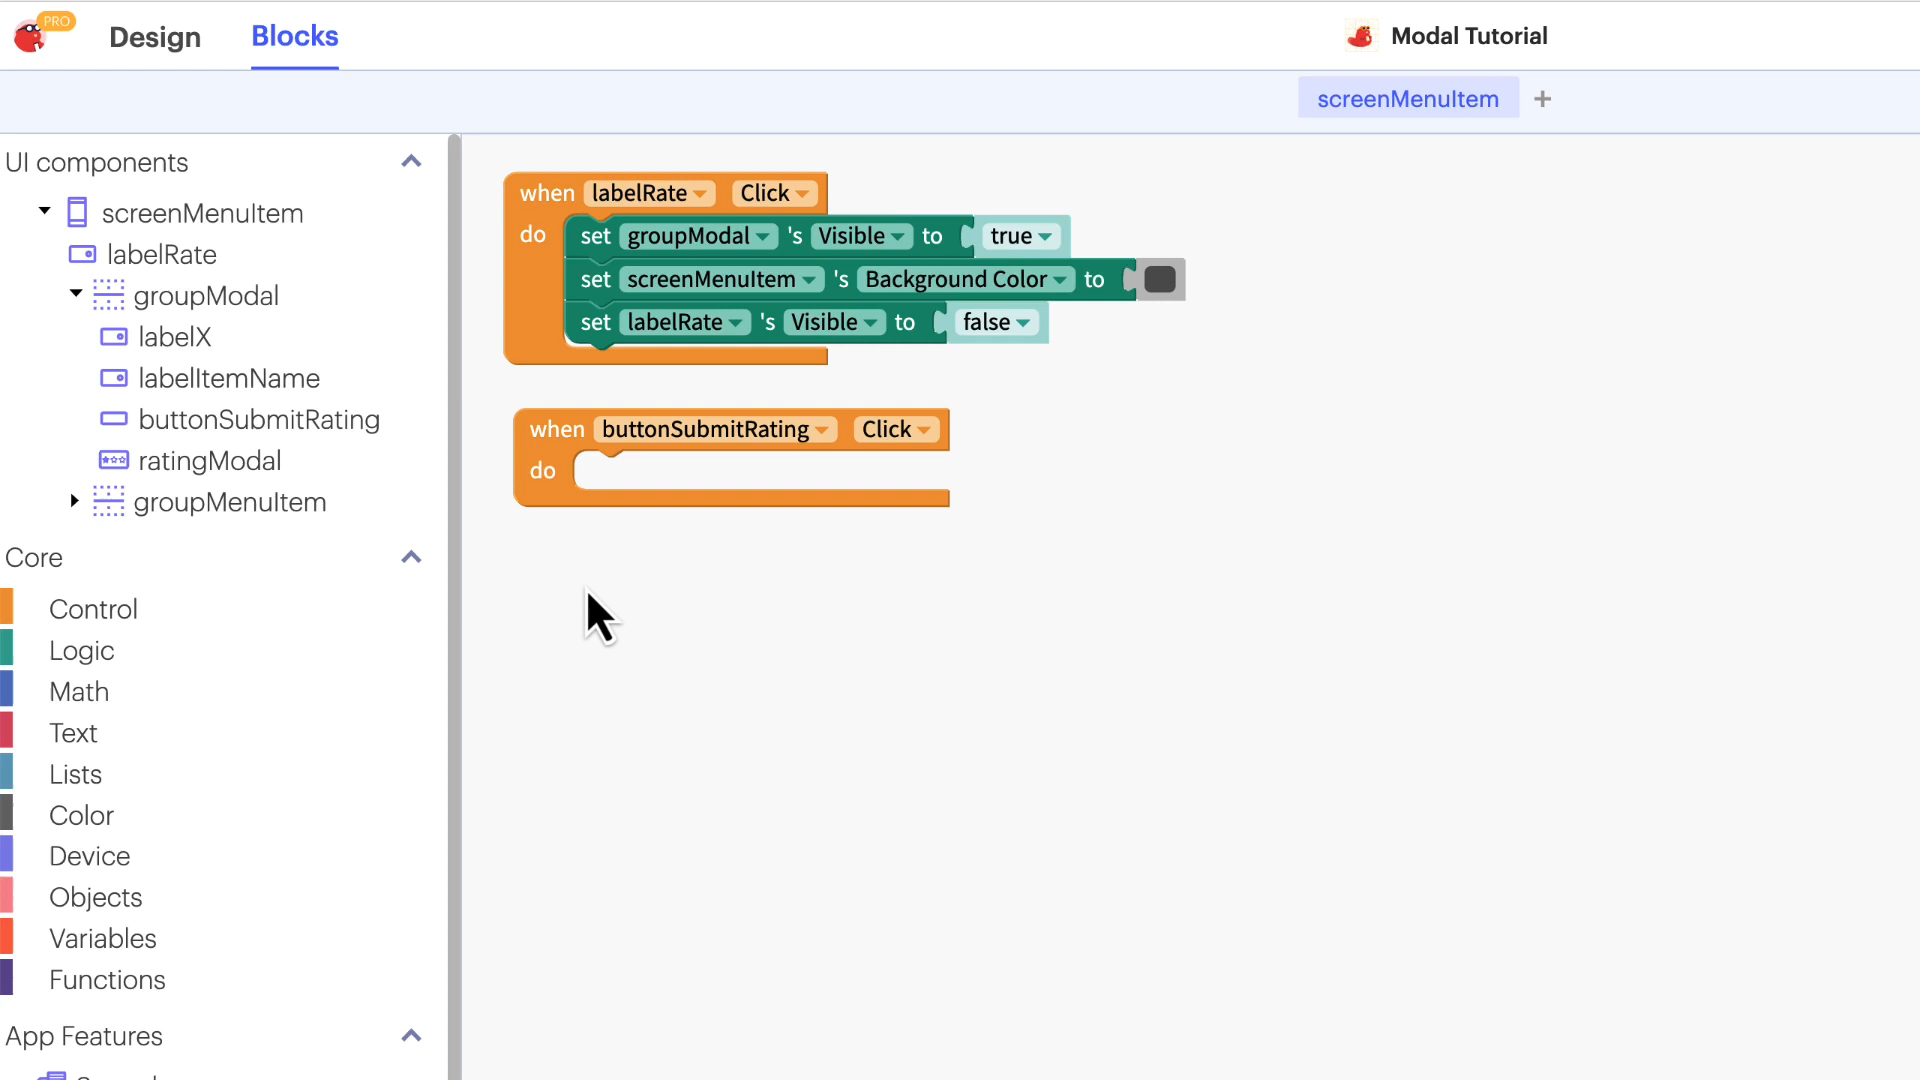 PRO
Design Blocks Modal Tutorial
screenMenuItem +
UI components
screenMenuItem
labelRate
groupModal
labelX
labelItemName
buttonSubmitRating
ratingModal
groupMenuItem
Core
Control
Logic
Math
Text
Lists
Color
Device
Objects
Variables
Functions
App Features
when labelRate Click
do set groupModal 's Visible to true
set screenMenuItem 's Background Color to
set labelRate 's Visible to false
when buttonSubmitRating Click
do